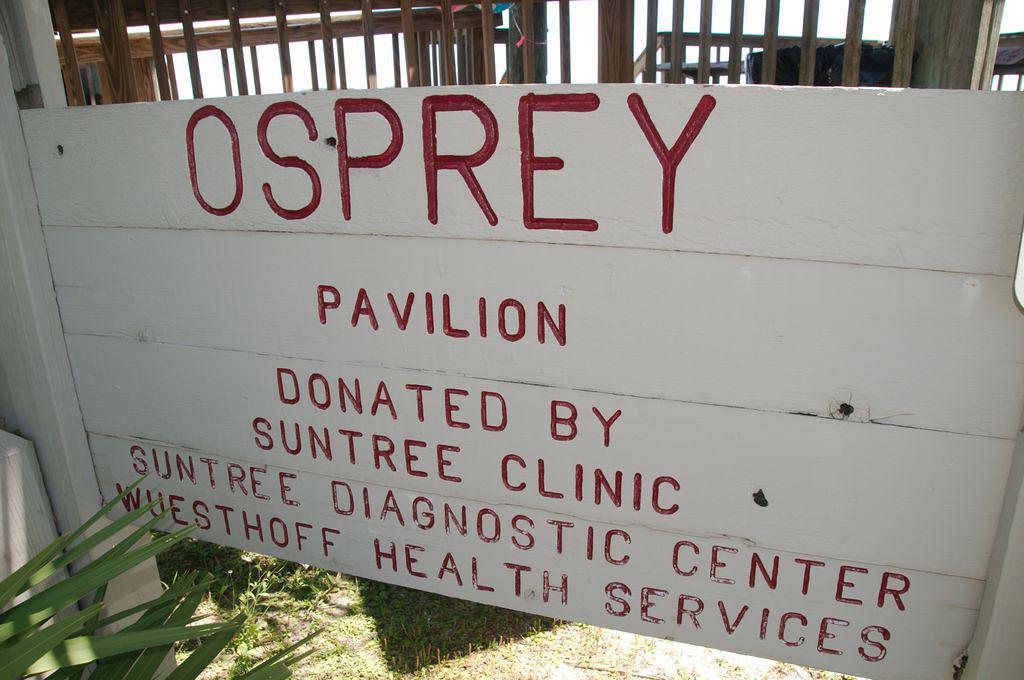 OSPREY
PAVILION
DONATED BY
SUNTREE CLINIC
SUNTREE DIAGNOSTIC CENTER
WUESTHOFF HEALTH SERVICES